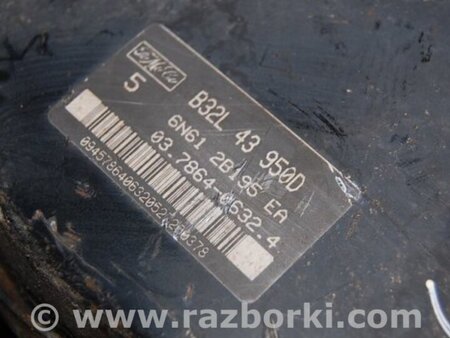 5
B32L 43 950D
6N61 2B195 EA
03.7864-0632.4
www.razborki.com